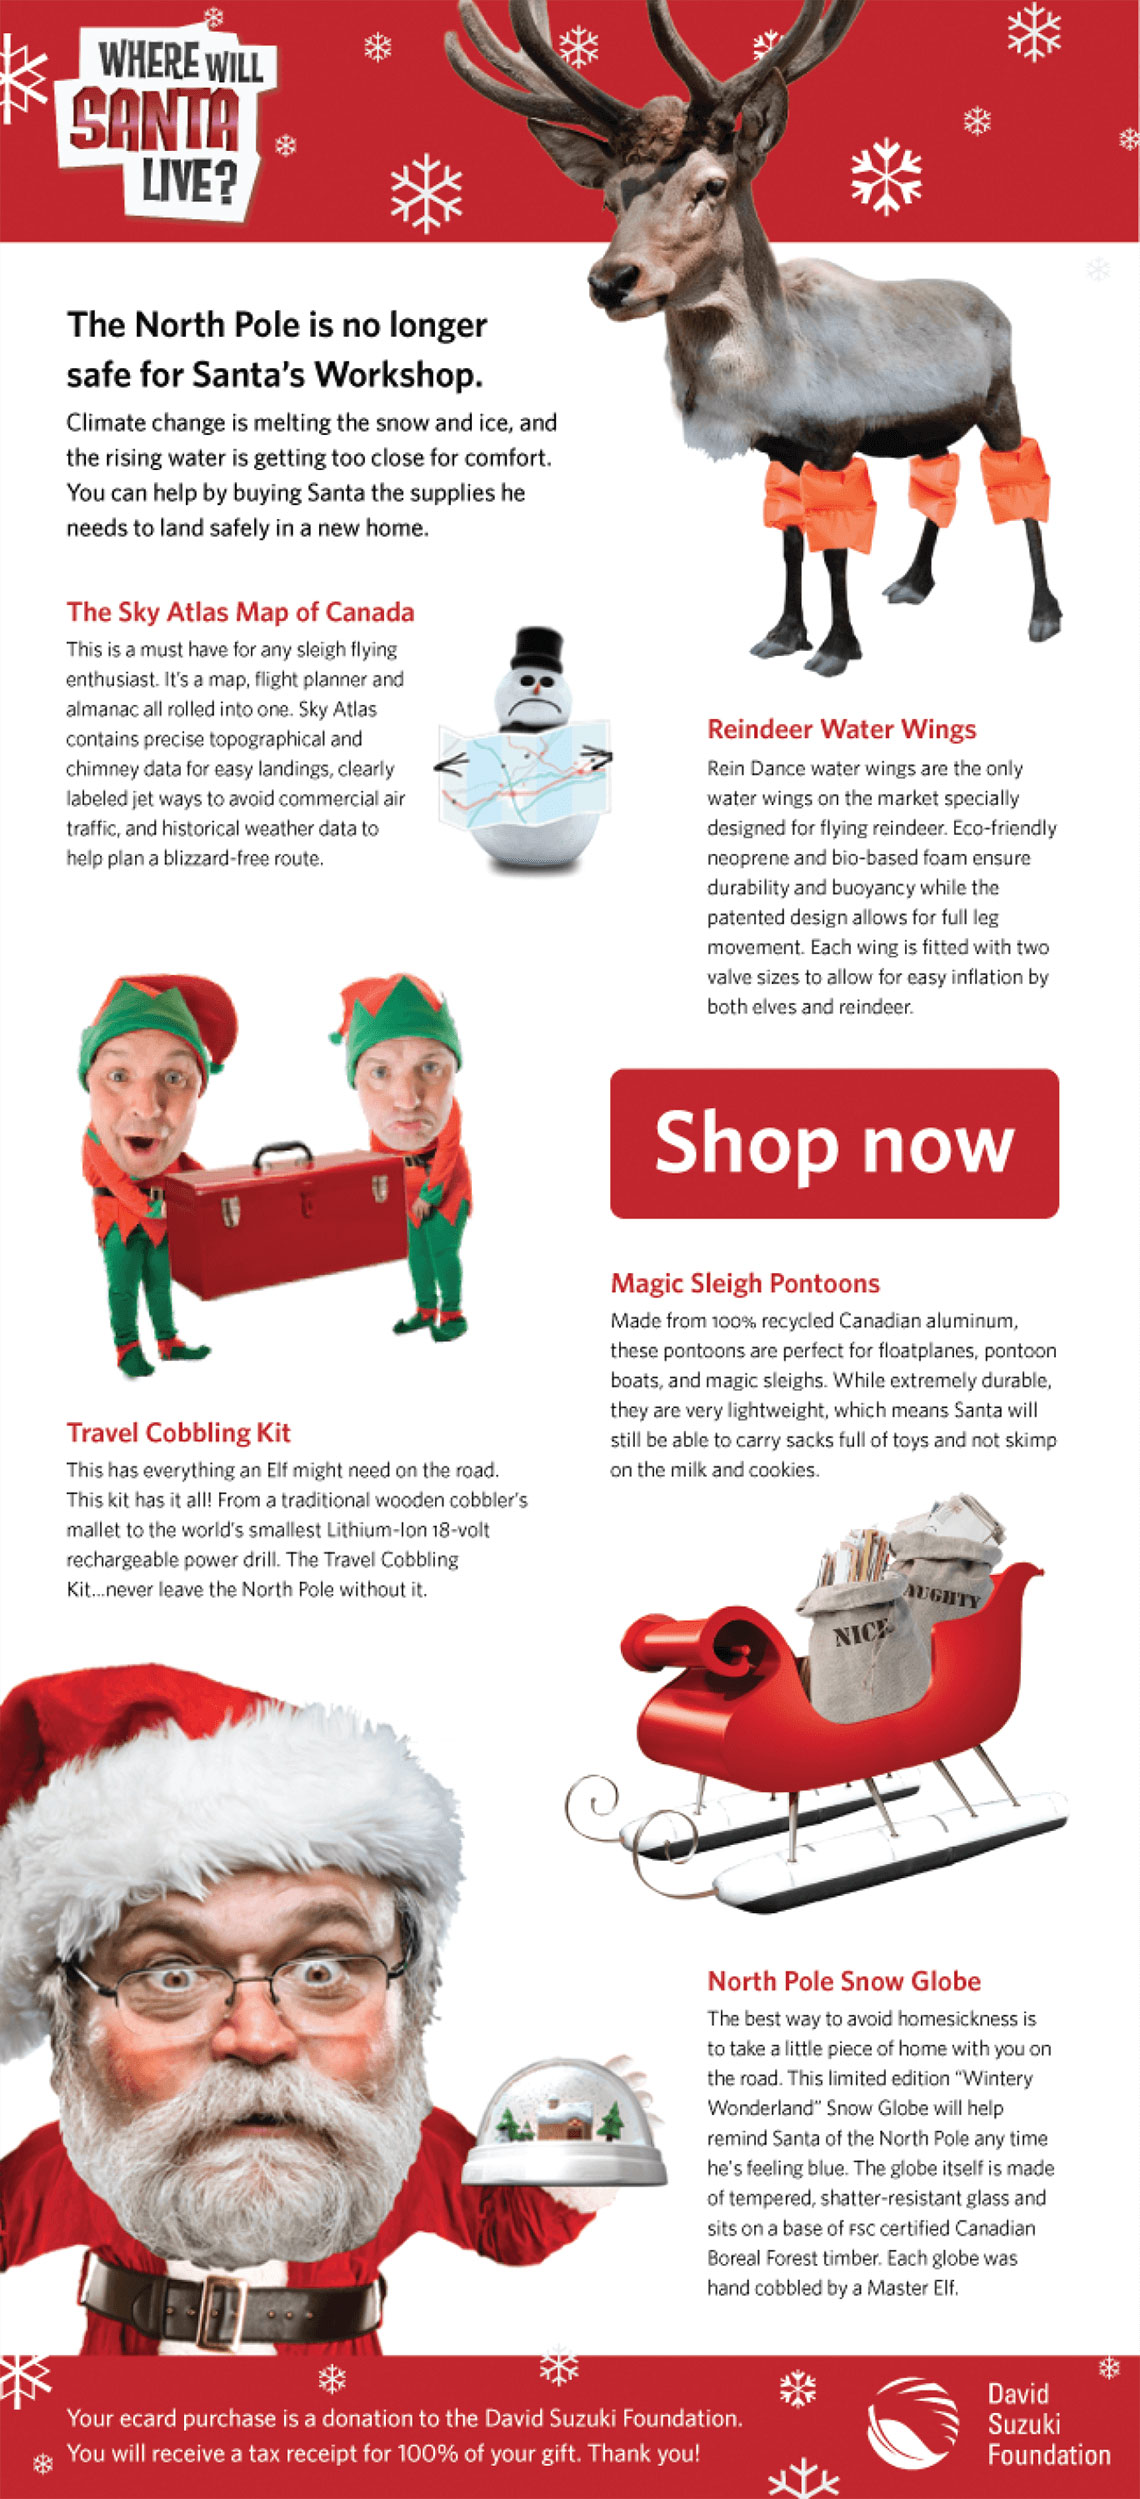 WHERE WILL
SANTA
LIVE?
The North Pole is no longer
safe for Santa's Workshop.
Climate change is melting the snow and ice, and
the rising water is getting too close for comfort.
You can help by buying Santa the supplies he
needs to land safely in a new home.
The Sky Atlas Map of Canada
This is a must have for any sleigh flying
enthusiast. It's a map, flight planner and
almanac all rolled into one. Sky Atlas
contains precise topographical and
chimney data for easy landings, clearly
labeled jet ways to avoid commercial air
traffic, and historical weather data to
help plan a blizzard-free route.
Reindeer Water Wings
Rein Dance water wings are the only
water wings on the market specially
designed for flying reindeer. Eco-friendly
neoprene and bio-based foam ensure
durability and buoyancy while the
patented design allows for full leg
movement. Each wing is fitted with two
valve sizes to allow for easy inflation by
both elves and reindeer.
Shop now
Travel Cobbling Kit
This has everything an Elf might need on the road.
This kit has it all! From a traditional wooden cobbler's
mallet to the world's smallest Lithium-Ion 18-volt
rechargeable power drill. The Travel Cobbling
Kit...never leave the North Pole without it.
Magic Sleigh Pontoons
Made from 100% recycled Canadian aluminum,
these pontoons are perfect for floatplanes, pontoon
boats, and magic sleighs. While extremely durable,
they are very lightweight, which means Santa will
still be able to carry sacks full of toys and not skimp
on the milk and cookies.
NICE
AUGHTY
North Pole Snow Globe
The best way to avoid homesickness is
to take a little piece of home with you on
the road. This limited edition "Wintery
Wonderland" Snow Globe will help
remind Santa of the North Pole any time
he's feeling blue. The globe itself is made
of tempered, shatter-resistant glass and
sits on a base of FSC certified Canadian
Boreal Forest timber. Each globe was
hand cobbled by a Master Elf.
Your ecard purchase is a donation to the David Suzuki Foundation.
You will receive a tax receipt for 100% of your gift. Thank you!
David
Suzuki
Foundation